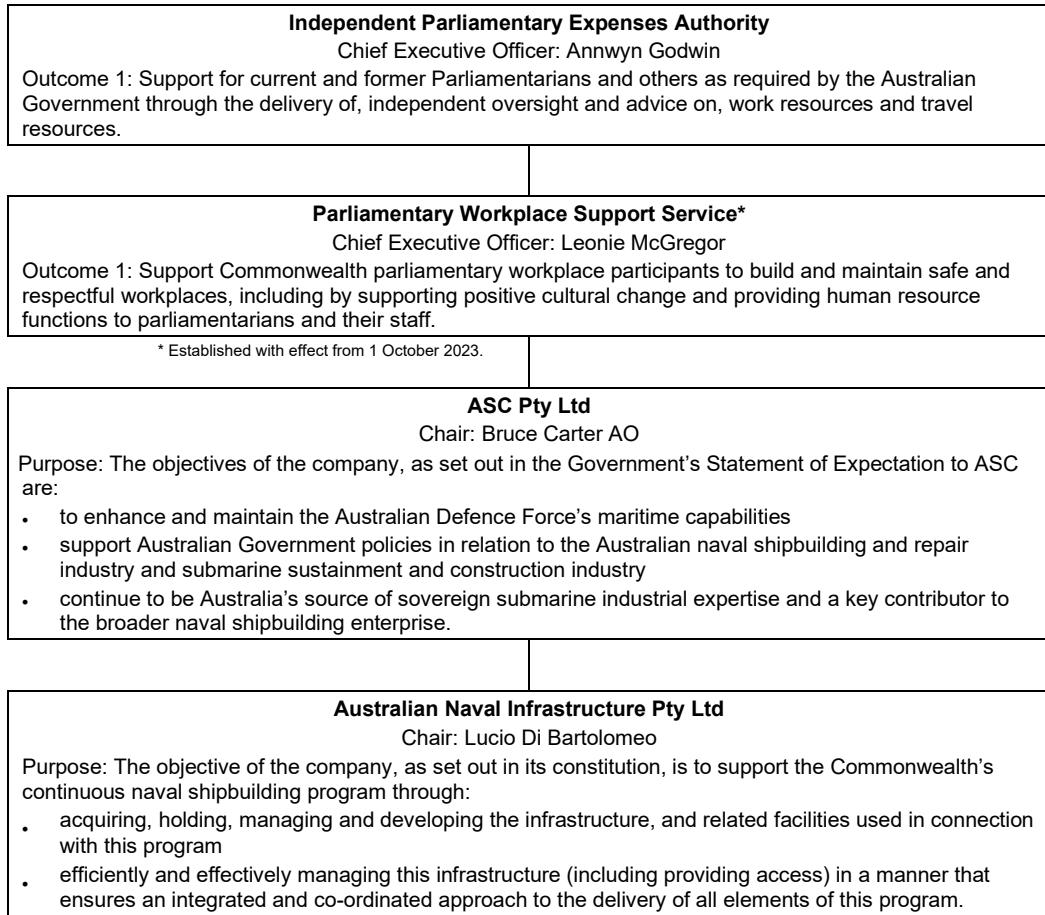 Independent Parliamentary Expenses Authority
Chief Executive Officer: Annwyn Godwin
Outcome 1: Support for current and former Parliamentarians and others as required by the Australian
Government through the delivery of, independent oversight and advice on, work resources and travel
resources.
Parliamentary Workplace Support Service*
Chief Executive Officer: Leonie McGregor
Outcome 1: Support Commonwealth parliamentary workplace participants to build and maintain safe and
respectful workplaces, including by supporting positive cultural change and providing human resource
functions to parliamentarians and their staff.
* Established with effect from 1 October 2023.
ASC Pty Ltd
Chair: Bruce Carter AO
Purpose: The objectives of the company, as set out in the Government’s Statement of Expectation to ASC
are:
• to enhance and maintain the Australian Defence Force’s maritime capabilities
• support Australian Government policies in relation to the Australian naval shipbuilding and repair
industry and submarine sustainment and construction industry
• continue to be Australia’s source of sovereign submarine industrial expertise and a key contributor to
the broader naval shipbuilding enterprise.
Australian Naval Infrastructure Pty Ltd
Chair: Lucio Di Bartolomeo
Purpose: The objective of the company, as set out in its constitution, is to support the Commonwealth’s
continuous naval shipbuilding program through:
• acquiring, holding, managing and developing the infrastructure, and related facilities used in connection
with this program
• efficiently and effectively managing this infrastructure (including providing access) in a manner that
ensures an integrated and co-ordinated approach to the delivery of all elements of this program.